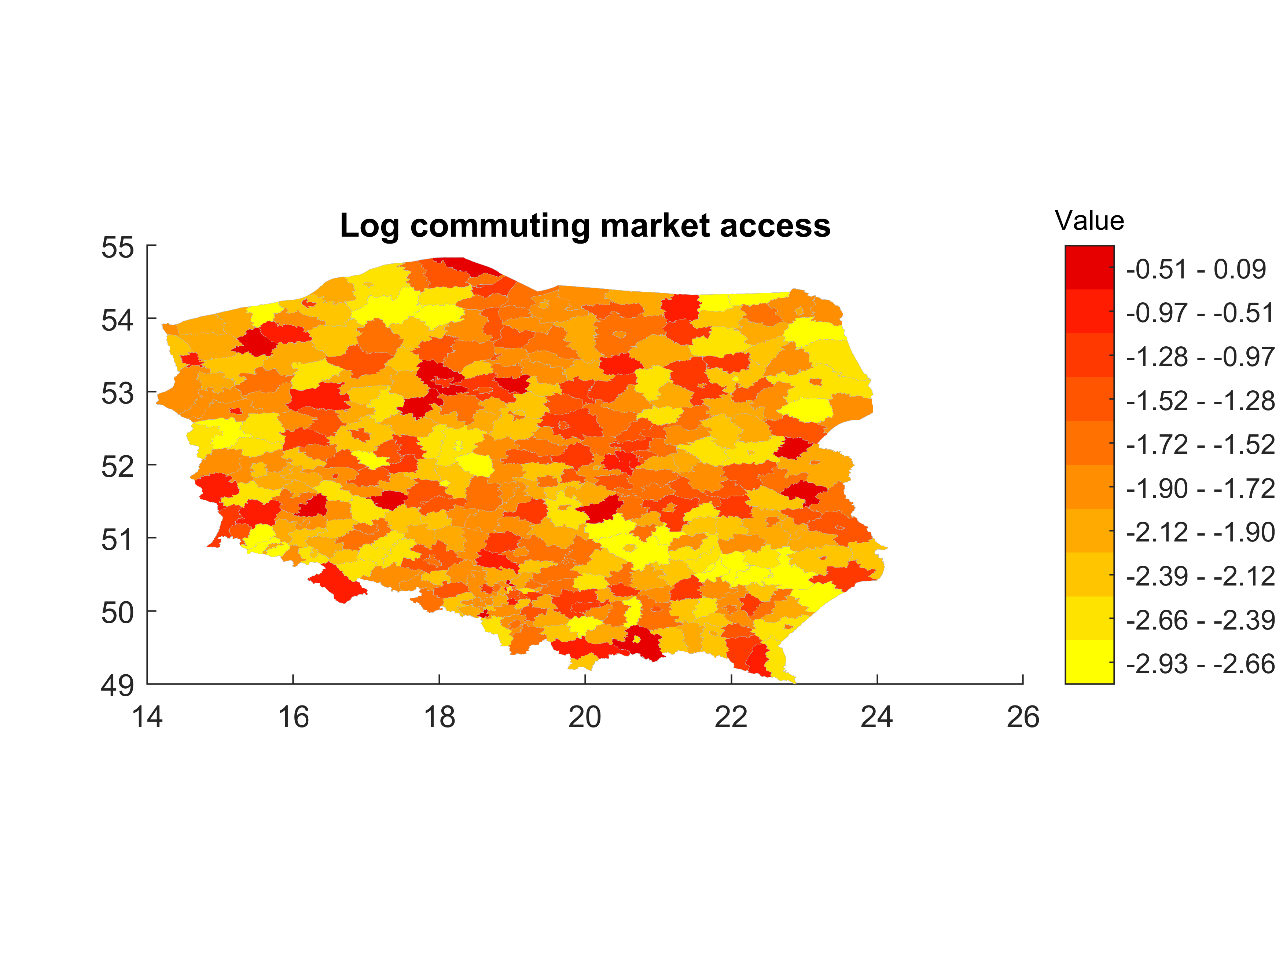 Log commuting market access
Value
55
54
53
52
51
50
49
14 16 18 20 22 24 26
-0.51 - 0.09
-0.97 - -0.51
-1.28 - -0.97
-1.52 - -1.28
-1.72 - -1.52
-1.90 - -1.72
-2.12 - -1.90
-2.39 - -2.12
-2.66 - -2.39
-2.93 - -2.66